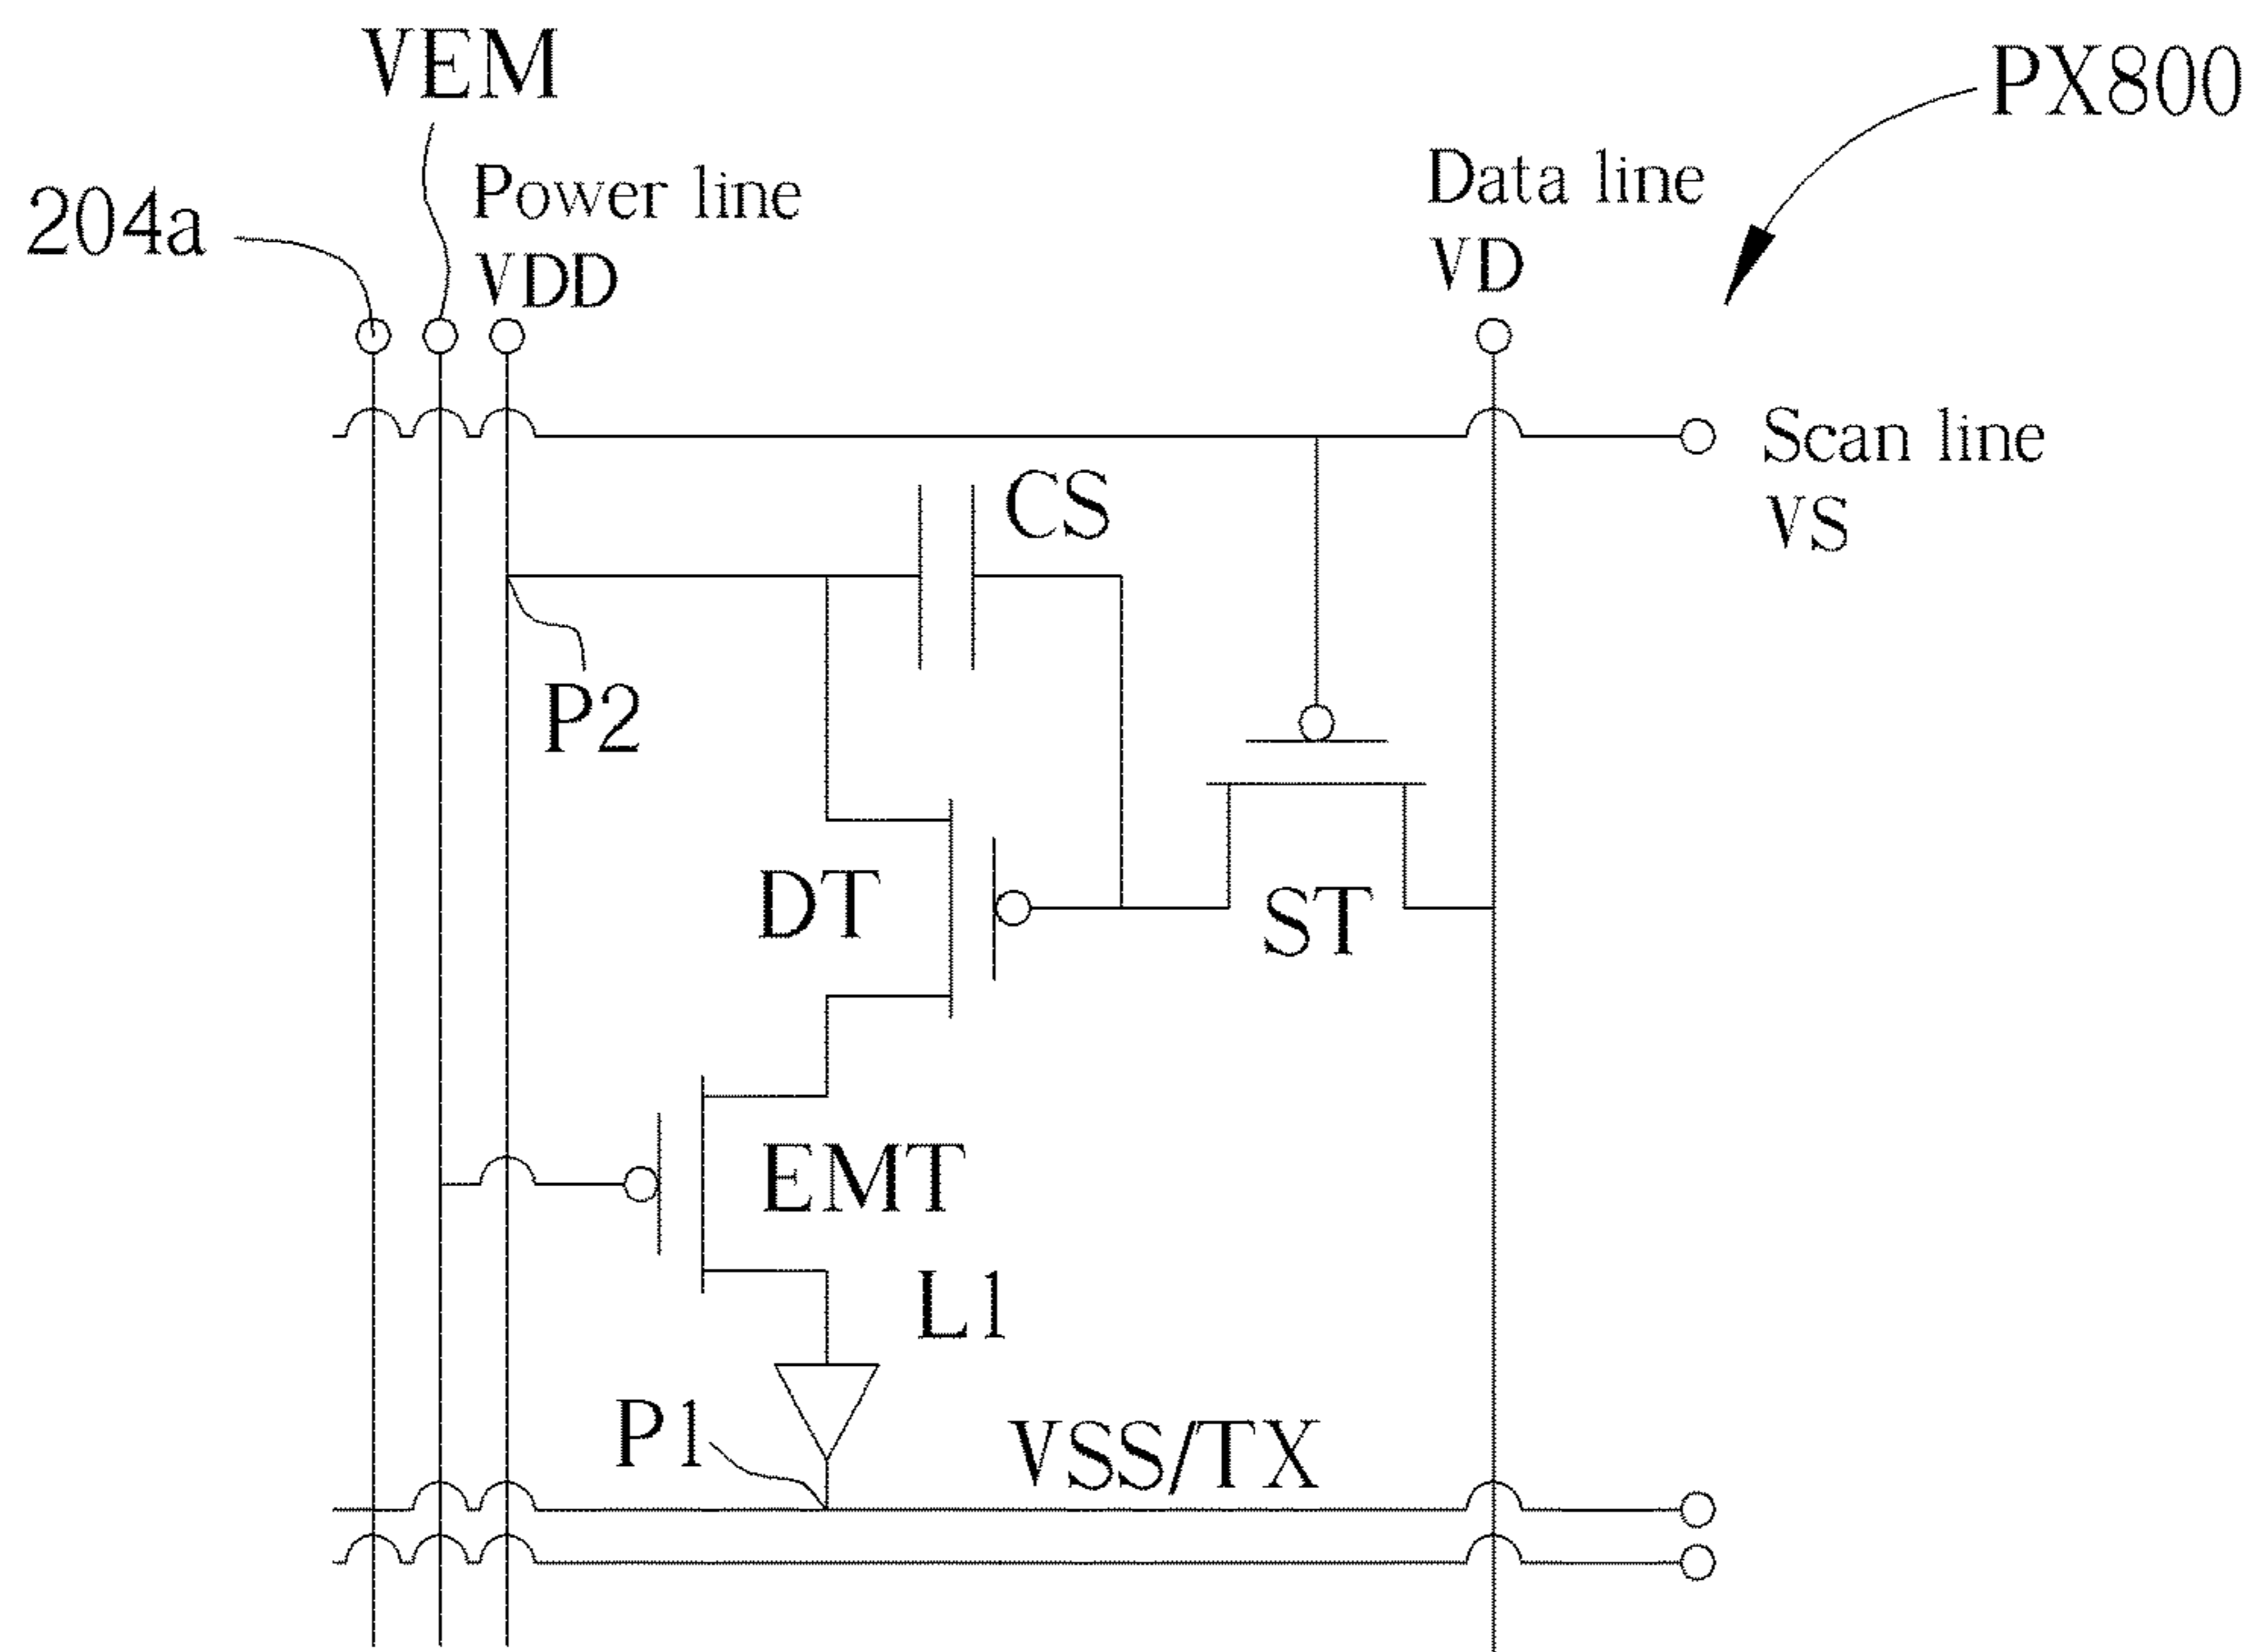 VEM
PX800
Power line
VDD
Data line
VD
204a
Scan line
VS
CS
P2
DT
ST
EMT
L1
P1
VSS/TX